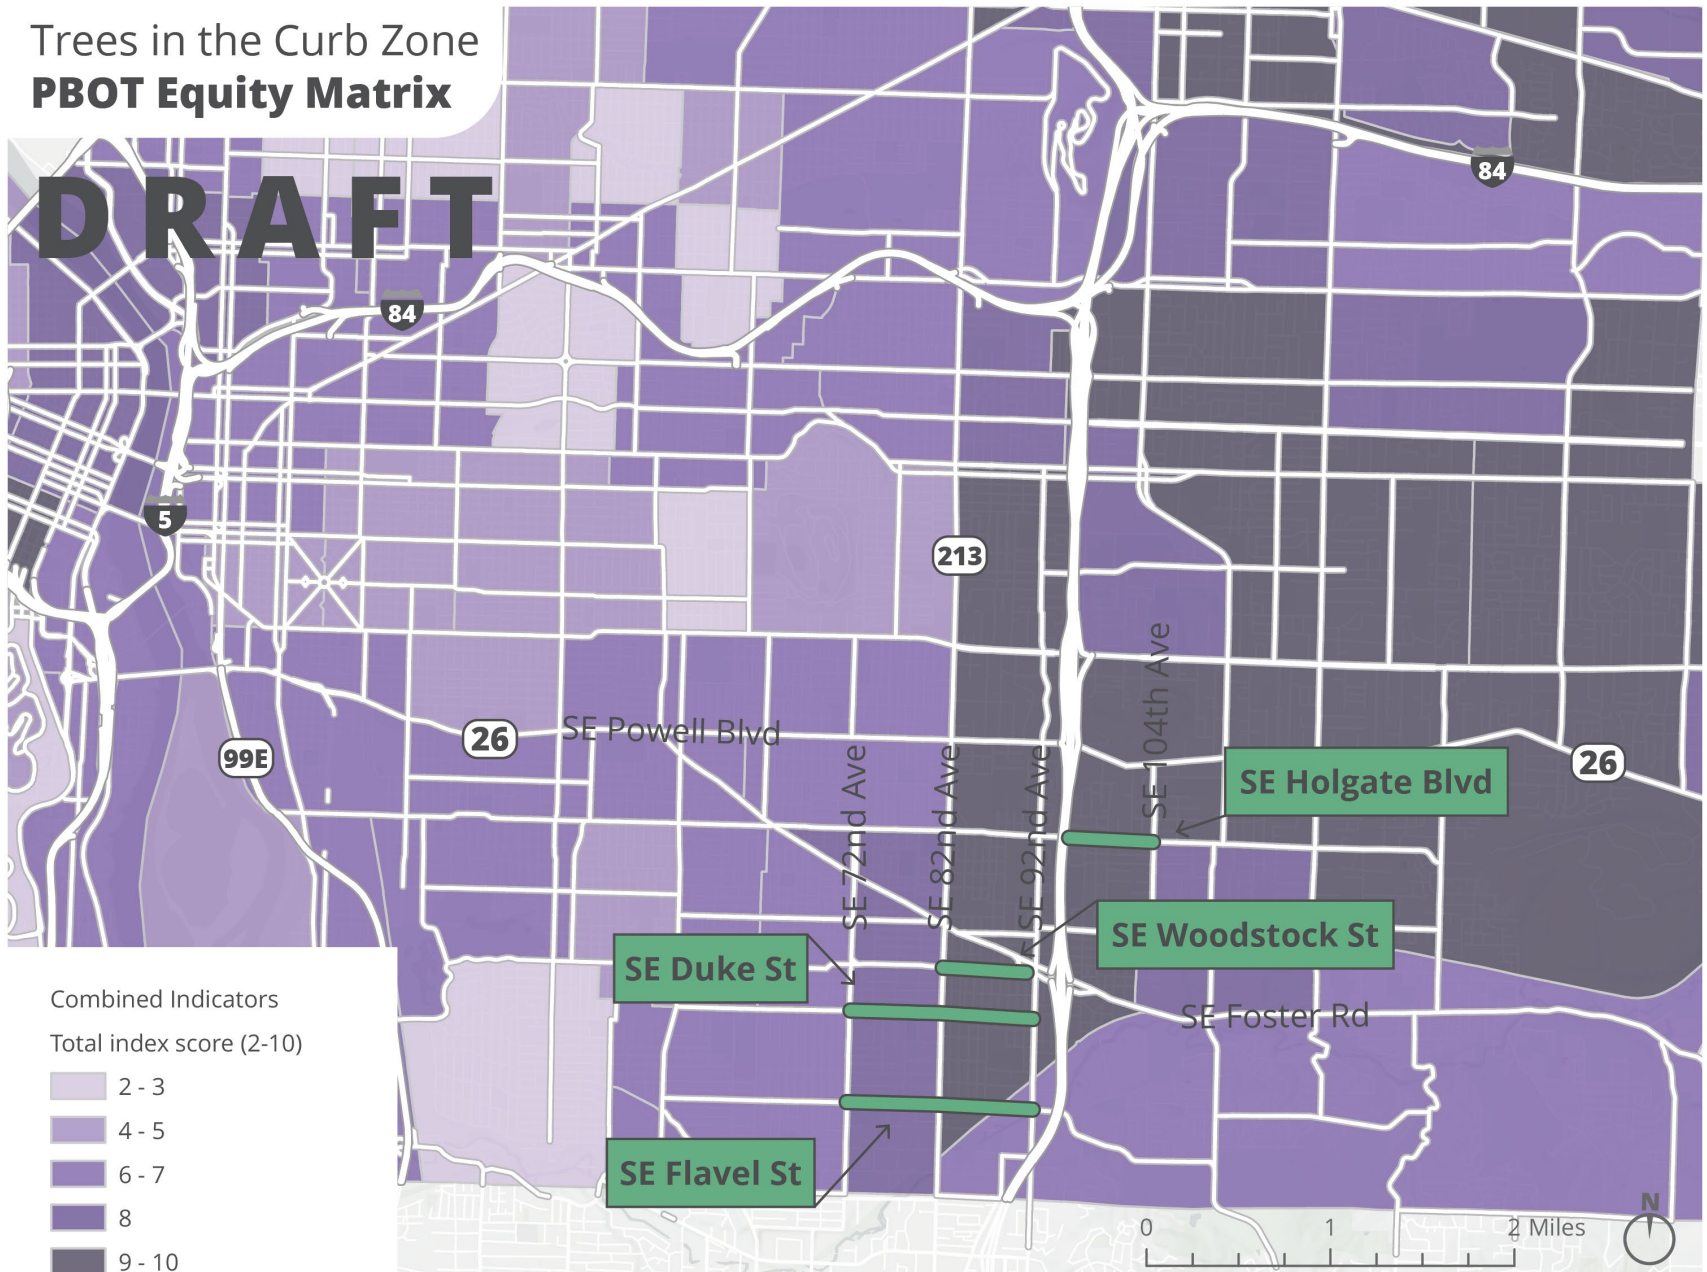 Trees in the Curb Zone
PBOT Equity Matrix
DRAFT
84
84
5
213
SE 104th Ave
26
SE Powell Blvd
99E
26
SE 72nd Ave
SE 82nd Ave
SE 92nd Ave
SE Holgate Blvd
SE Woodstock St
SE Duke St
SE Foster Rd
SE Flavel St
Combined Indicators
Total index score (2-10)
2 - 3
4 - 5
6 - 7
8
9 - 10
N
0 1 2 Miles